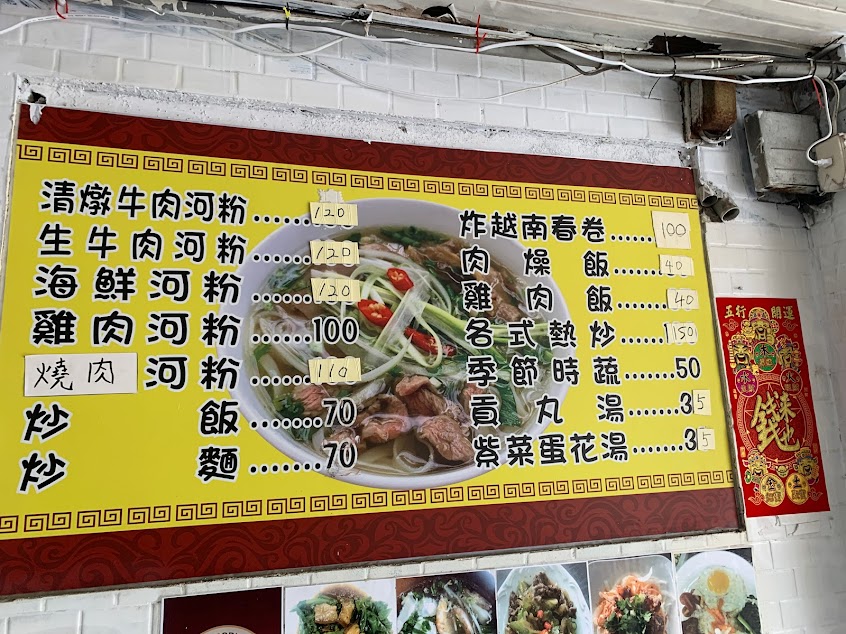 清燉牛肉河粉......120
生牛肉河粉......120
海鮮河粉......120
雞肉河粉......100
燒肉河粉......110
炒飯.......70
炒麵.......70
炸越南春卷......100
肉燥飯......40
雞肉飯......40
各式熱炒......150
季節時蔬......50
貢丸湯......35
紫菜蛋花湯......35
五行開運
錢來也